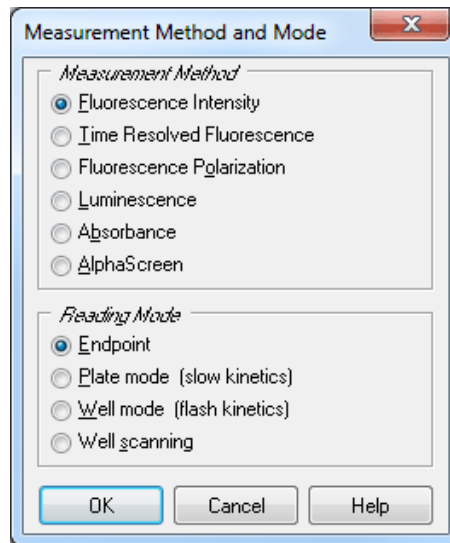 Measurement Method and Mode
Measurement Method
Fluorescence Intensity
Time Resolved Fluorescence
Fluorescence Polarization
Luminescence
Absorbance
AlphaScreen
Reading Mode
Endpoint
Plate mode (slow kinetics)
Well mode (flash kinetics)
Well scanning
OK Cancel Help